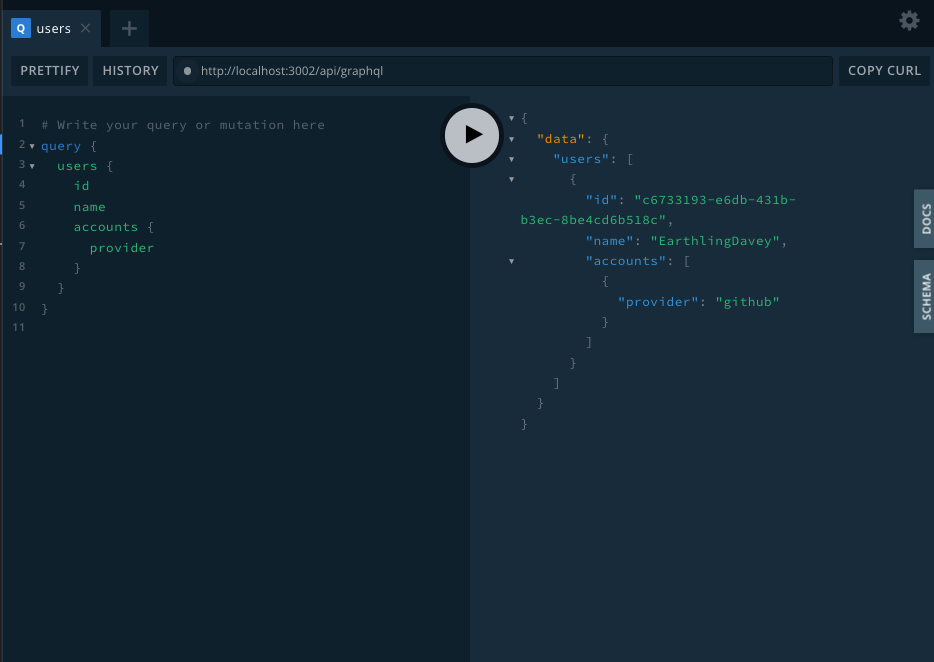 Q users
PRETTIFY HISTORY http://localhost:3002/api/graphql COPY CURL
1 # Write your query or mutation here
2 query {
3 users {
4 id
5 name
6 accounts {
7 provider
8 }
9 }
10 }
11
{
"data": {
"users": [
{
"id": "c6733193-e6db-431b-
b3ec-8be4cd6b518c",
"name": "EarthlingDavey",
"accounts": [
{
"provider": "github"
}
]
}
]
}
}
DOCS
SCHEMA